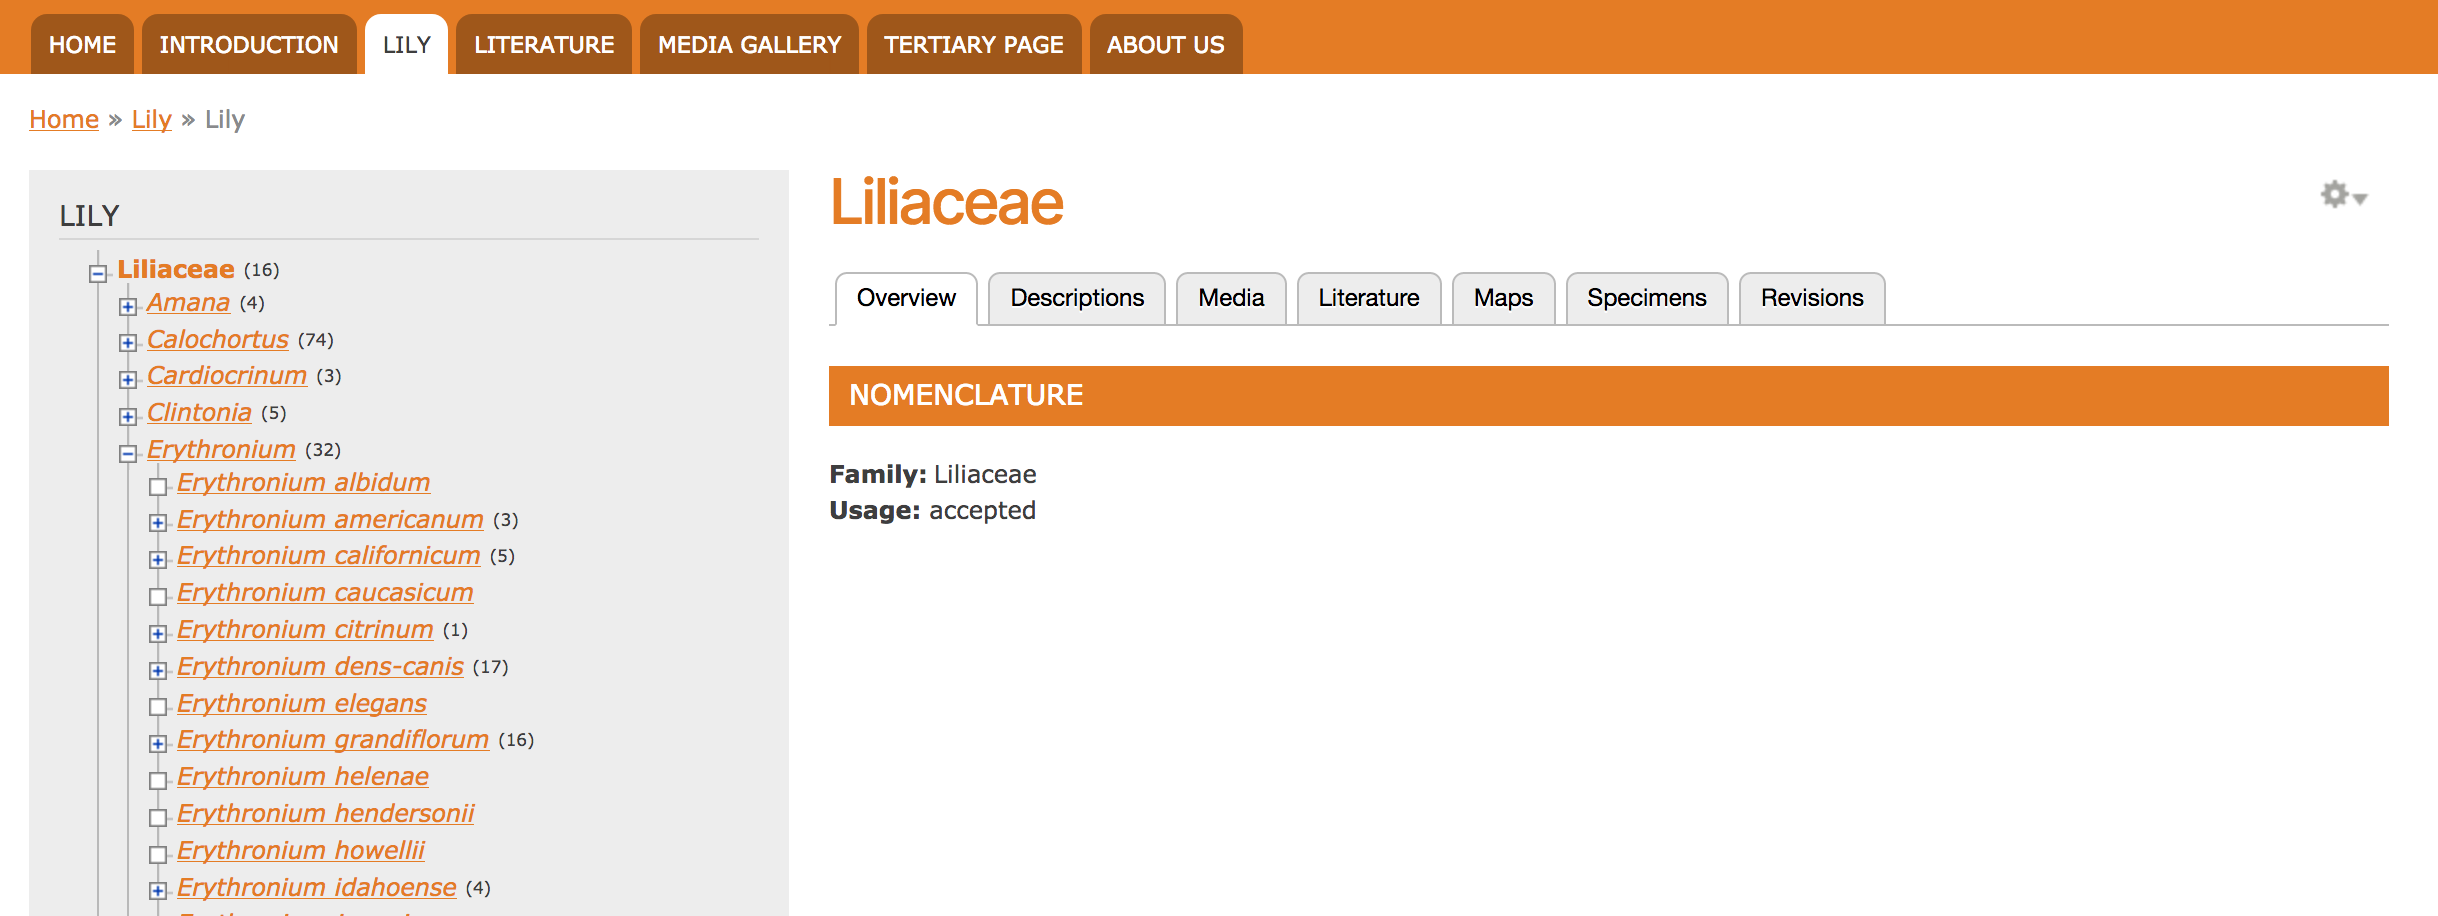 HOME INTRODUCTION LILY LITERATURE MEDIA GALLERY TERTIARY PAGE ABOUT US
Home » Lily » Lily
LILY
Liliaceae (16)
Amana (4)
Calochortus (74)
Cardiocrinum (3)
Clintonia (5)
Erythronium (32)
Erythronium albidum
Erythronium americanum (3)
Erythronium californicum (5)
Erythronium caucasicum
Erythronium citrinum (1)
Erythronium dens-canis (17)
Erythronium elegans
Erythronium grandiflorum (16)
Erythronium helenae
Erythronium hendersonii
Erythronium howellii
Erythronium idahoense (4)
Liliaceae
Overview Descriptions Media Literature Maps Specimens Revisions
NOMENCLATURE
Family: Liliaceae
Usage: accepted